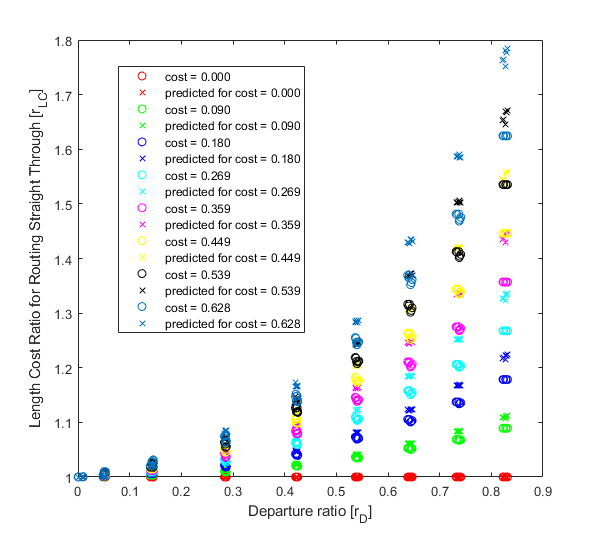 1.8
1.7
1.6
1.5
1.4
1.3
1.2
1.1
1
Length Cost Ratio for Routing Straight Through [r_LC]
cost = 0.000
predicted for cost = 0.000
cost = 0.090
predicted for cost = 0.090
cost = 0.180
predicted for cost = 0.180
cost = 0.269
predicted for cost = 0.269
cost = 0.359
predicted for cost = 0.359
cost = 0.449
predicted for cost = 0.449
cost = 0.539
predicted for cost = 0.539
cost = 0.628
predicted for cost = 0.628
0 0.1 0.2 0.3 0.4 0.5 0.6 0.7 0.8 0.9
Departure ratio [r_D]